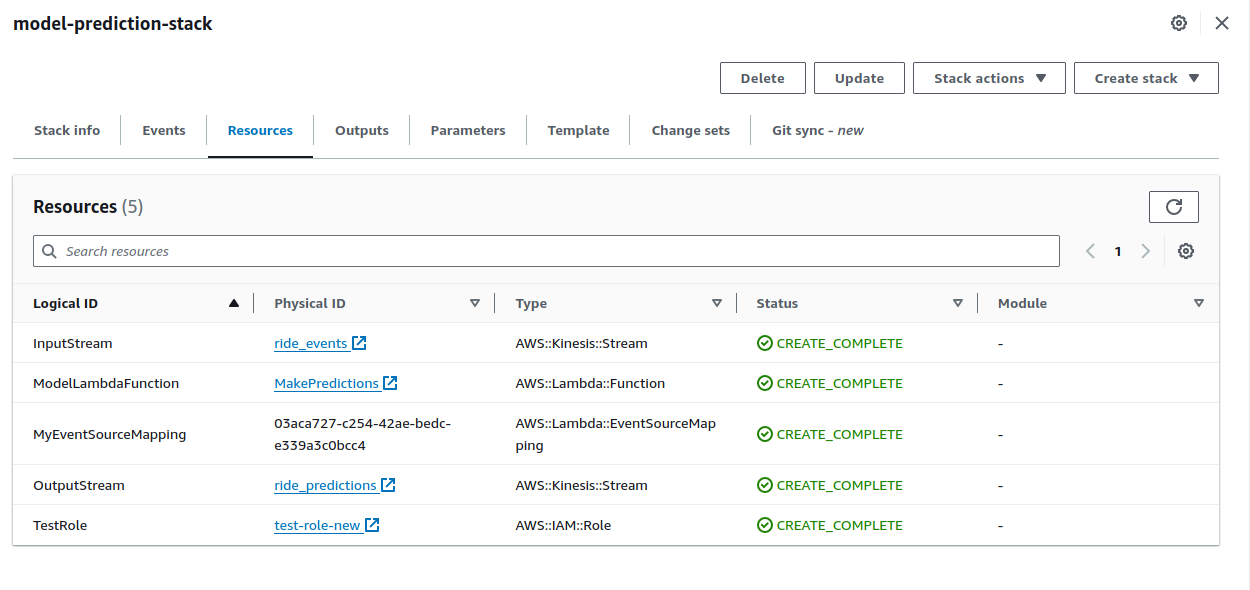 model-prediction-stack
Delete Update Stack actions Create stack
Stack info Events Resources Outputs Parameters Template Change sets Git sync - new
Resources (5)
Search resources 1
Logical ID Physical ID Type Status Module
InputStream ride_events AWS::Kinesis::Stream CREATE_COMPLETE -
ModelLambdaFunction MakePredictions AWS::Lambda::Function CREATE_COMPLETE -
MyEventSourceMapping 03aca727-c254-42ae-bedc- AWS::Lambda::EventSourceMap CREATE_COMPLETE -
e339a3c0bcc4 ping
OutputStream ride_predictions AWS::Kinesis::Stream CREATE_COMPLETE -
TestRole test-role-new AWS::IAM::Role CREATE_COMPLETE -